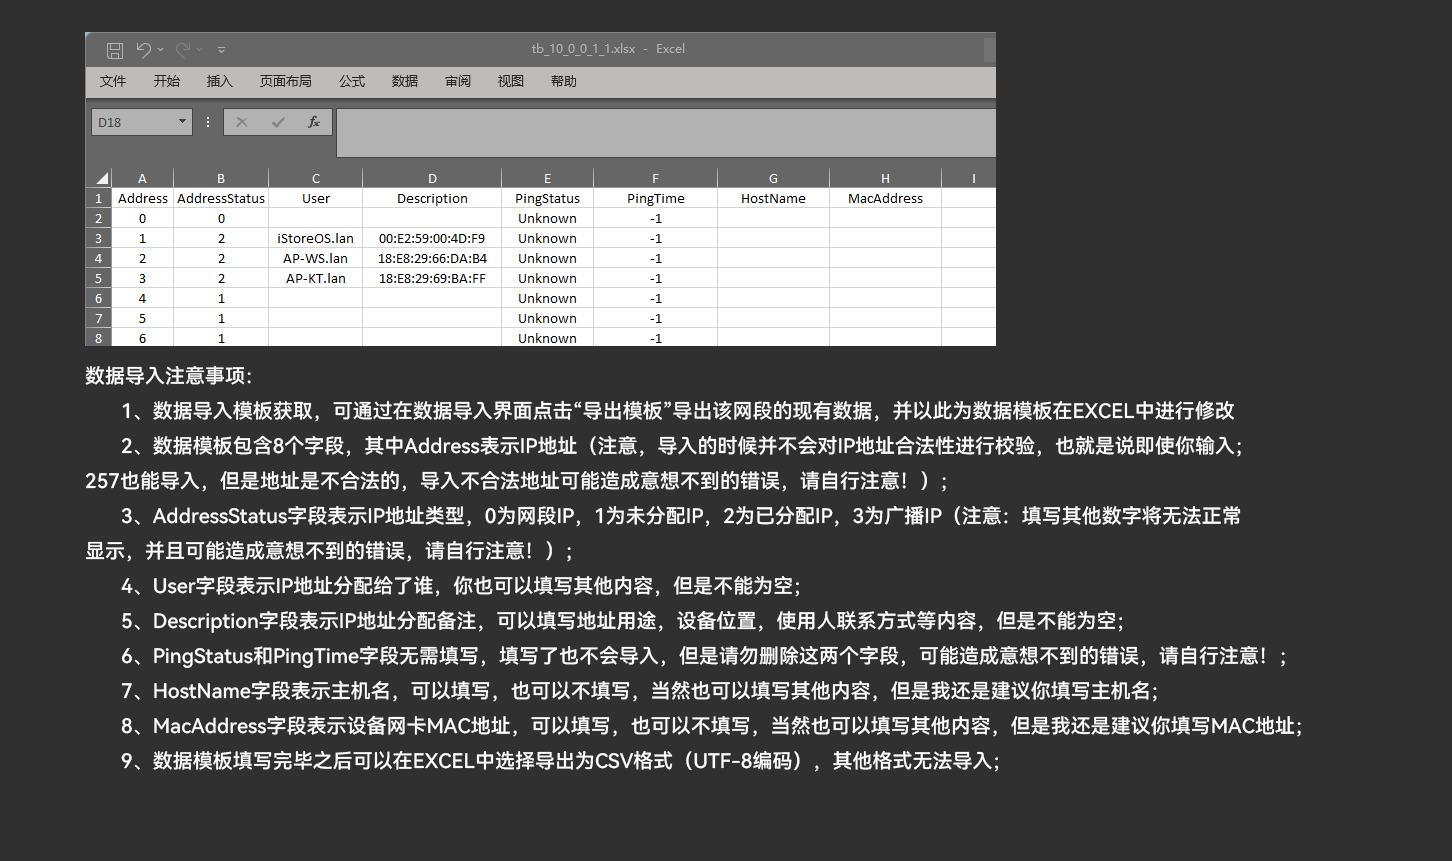 tb_10_0_0_1_1.xlsx - Excel
文件 开始 插入 页面布局 公式 数据 审阅 视图 帮助
D18 fx
A B C D E F G H I
1 Address AddressStatus User Description PingStatus PingTime HostName MacAddress
2 0 0 Unknown -1
3 1 2 iStoreOS.lan 00:E2:59:00:4D:F9 Unknown -1
4 2 2 AP-WS.lan 18:E8:29:66:DA:B4 Unknown -1
5 3 2 AP-KT.lan 18:E8:29:69:BA:FF Unknown -1
6 4 1 Unknown -1
7 5 1 Unknown -1
8 6 1 Unknown -1
数据导入注意事项：
1、数据导入模板获取，可通过在数据导入界面点击“导出模板”导出该网段的现有数据，并以此为数据模板在EXCEL中进行修改
2、数据模板包含8个字段，其中Address表示IP地址（注意，导入的时候并不会对IP地址合法性进行校验，也就是说即使你输入；
257也能导入，但是地址是不合法的，导入不合法地址可能造成意想不到的错误，请自行注意！）；
3、AddressStatus字段表示IP地址类型，0为网段IP，1为未分配IP，2为已分配IP，3为广播IP（注意：填写其他数字将无法正常
显示，并且可能造成意想不到的错误，请自行注意！）；
4、User字段表示IP地址分配给了谁，你也可以填写其他内容，但是不能为空；
5、Description字段表示IP地址分配备注，可以填写地址用途，设备位置，使用人联系方式等内容，但是不能为空；
6、PingStatus和PingTime字段无需填写，填写了也不会导入，但是请勿删除这两个字段，可能造成意想不到的错误，请自行注意！；
7、HostName字段表示主机名，可以填写，也可以不填写，当然也可以填写其他内容，但是我还是建议你填写主机名；
8、MacAddress字段表示设备网卡MAC地址，可以填写，也可以不填写，当然也可以填写其他内容，但是我还是建议你填写MAC地址；
9、数据模板填写完毕之后可以在EXCEL中选择导出为CSV格式（UTF-8编码），其他格式无法导入；